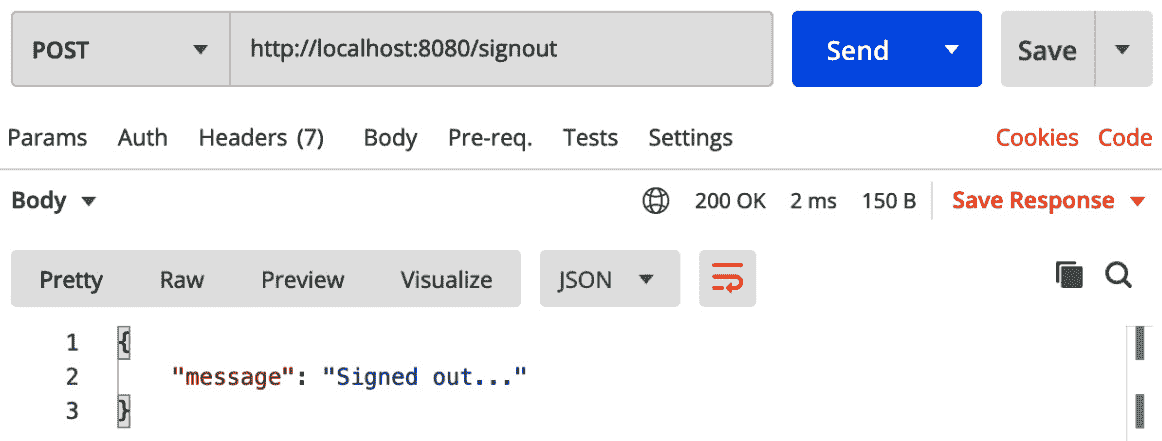 POST http://localhost:8080/signout Send Save
Params Auth Headers (7) Body Pre-req. Tests Settings Cookies Code
Body 200 OK 2 ms 150 B Save Response
Pretty Raw Preview Visualize JSON
1 {
2 "message": "Signed out..."
3 }